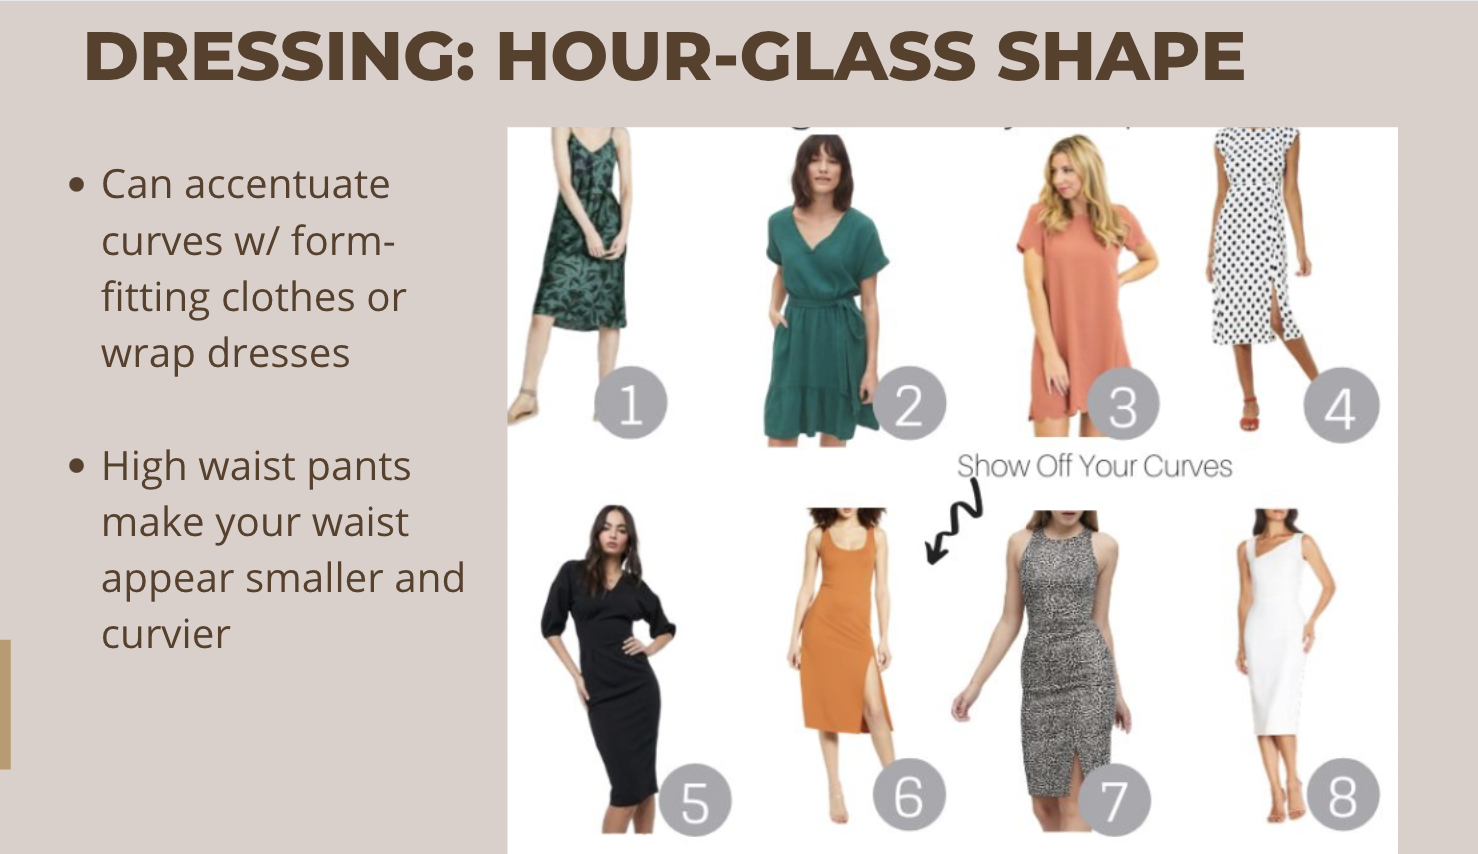 DRESSING: HOUR-GLASS SHAPE
Can accentuate
curves w/ form-
fitting clothes or
wrap dresses
High waist pants
make your waist
appear smaller and
curvier
1
2
3
4
Show Off Your Curves
5
6
7
8